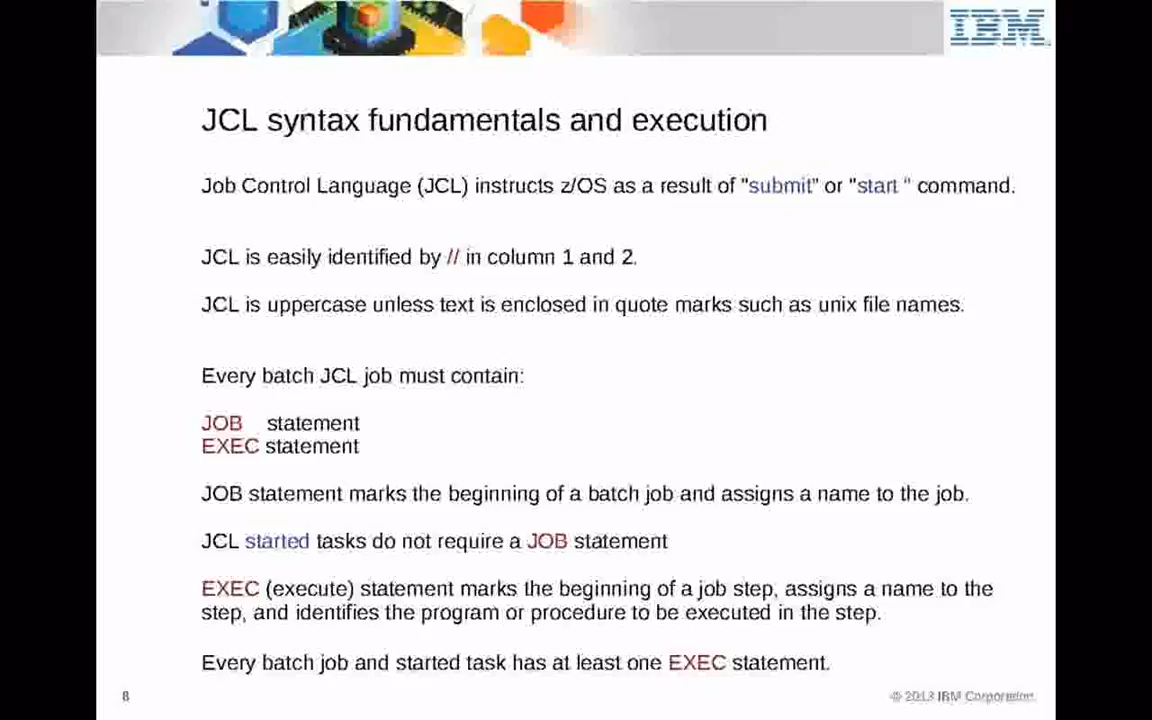 IBM
JCL syntax fundamentals and execution
Job Control Language (JCL) instructs z/OS as a result of "submit" or "start " command.
JCL is easily identified by // in column 1 and 2.
JCL is uppercase unless text is enclosed in quote marks such as unix file names.
Every batch JCL job must contain:
JOB statement
EXEC statement
JOB statement marks the beginning of a batch job and assigns a name to the job.
JCL started tasks do not require a JOB statement
EXEC (execute) statement marks the beginning of a job step, assigns a name to the
step, and identifies the program or procedure to be executed in the step.
Every batch job and started task has at least one EXEC statement.
8
© 2013 IBM Corporation